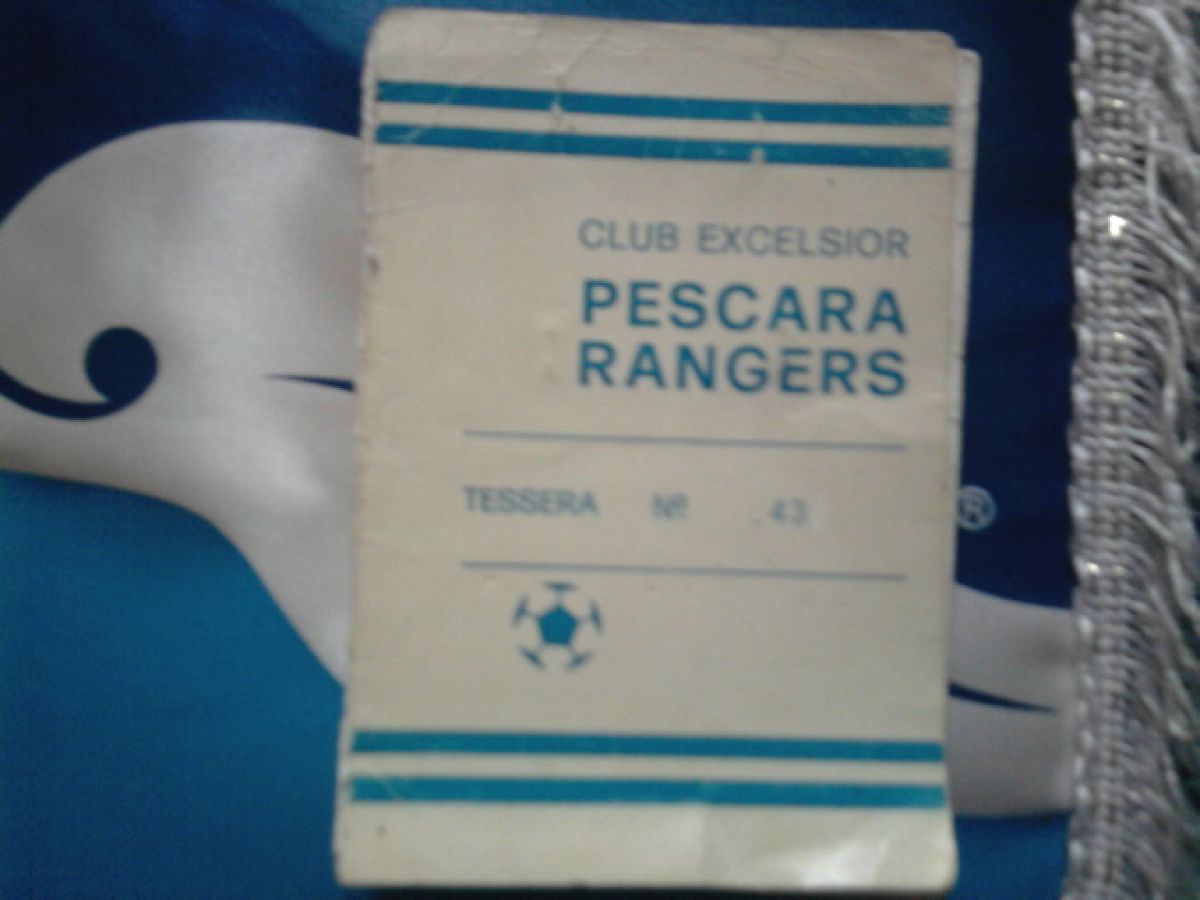 CLUB EXCELSIOR
PESCARA
RANGERS
TESSERA Nº 43
®